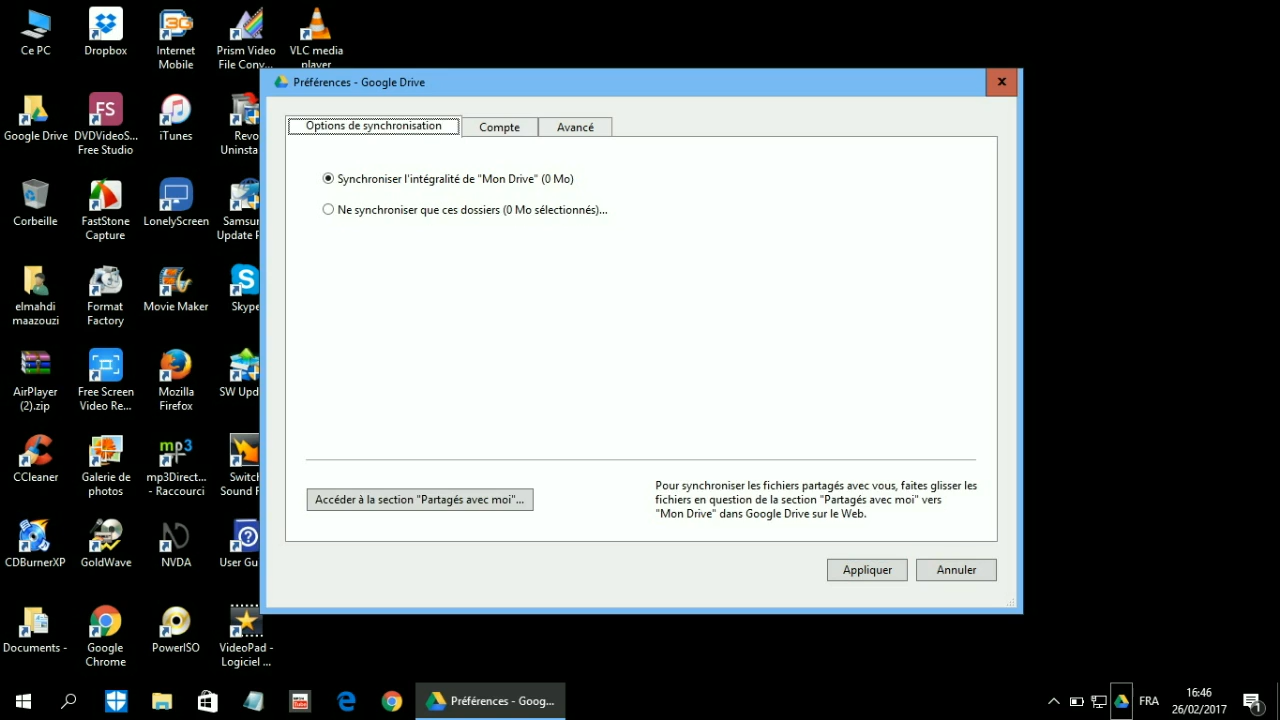 Ce PC
Dropbox
Internet
Mobile
Prism Video
File Conv...
VLC media
player
Google Drive
DVDVideoS...
Free Studio
iTunes
Revo
Uninsta
Corbeille
FastStone
Capture
LonelyScreen
Samsu
Update
elmahdi
maazouzi
Format
Factory
Movie Maker
Skype
AirPlayer
(2).zip
Free Screen
Video Re...
Mozilla
Firefox
SW Upd
CCleaner
Galerie de
photos
mp3
mp3Direct...
- Raccourci
Switch
Sound F
CDBurnerXP
GoldWave
NVDA
User Gu
Documents -
Google
Chrome
PowerISO
VideoPad -
Logiciel ...
Préférences - Google Drive
Options de synchronisation
Compte
Avancé
Synchroniser l'intégralité de "Mon Drive" (0 Mo)
Ne synchroniser que ces dossiers (0 Mo sélectionnés)...
Accéder à la section "Partagés avec moi"...
Pour synchroniser les fichiers partagés avec vous, faites glisser les
fichiers en question de la section "Partagés avec moi" vers
"Mon Drive" dans Google Drive sur le Web.
Appliquer
Annuler
Préférences - Goog...
FRA
16:46
26/02/2017
1